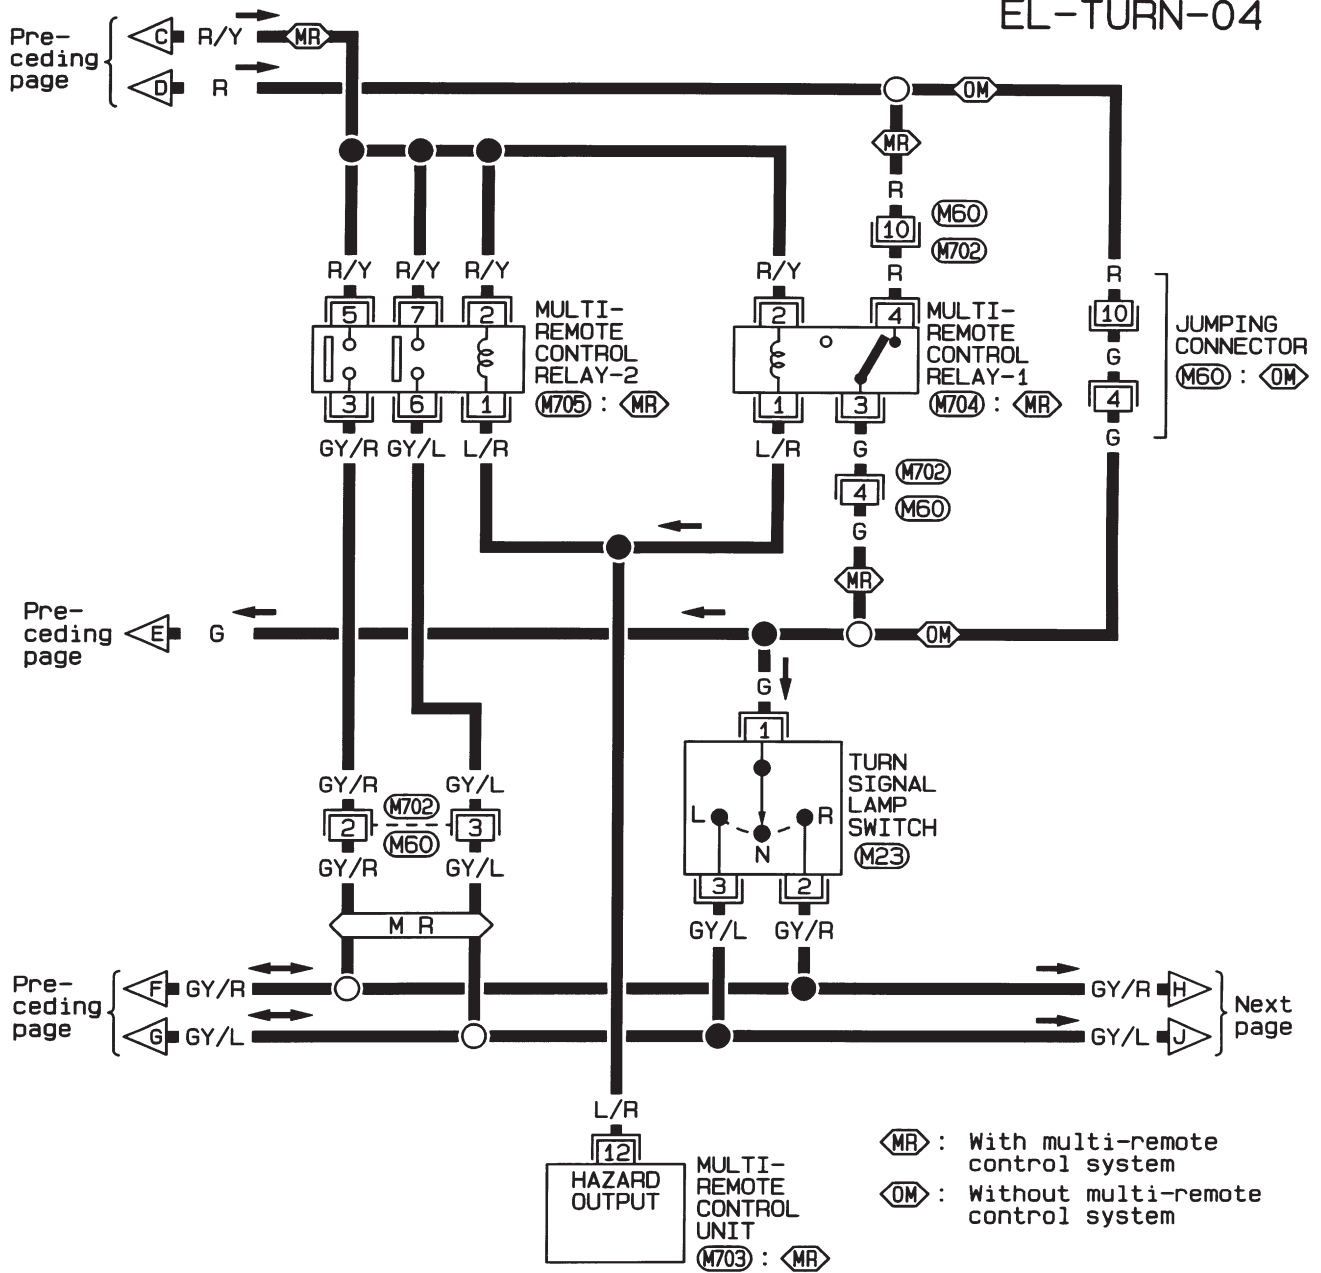 EL-TURN-04
Pre-
ceding
page
C R/Y MR
D R
OM
MR
R
10 M60
M702
R
R/Y R/Y R/Y R/Y
R
5 7 2
MULTI-
REMOTE
CONTROL
RELAY-2
M705 : MR
3 6 1
2 4
MULTI-
REMOTE
CONTROL
RELAY-1
M704 : MR
1 3
10
G
4
G
JUMPING
CONNECTOR
M60 : OM
GY/R GY/L L/R L/R G
M702
4
M60
G
MR
Pre-
ceding
page
E G
OM
G
1
TURN
SIGNAL
LAMP
SWITCH
M23
L R
N
3 2
GY/L GY/R
GY/R GY/L
M702
2 3
M60
GY/R GY/L
MR
Pre-
ceding
page
F GY/R
G GY/L
GY/R H
GY/L J
Next
page
L/R
12
HAZARD
OUTPUT
MULTI-
REMOTE
CONTROL
UNIT
M703 : MR
MR : With multi-remote
control system
OM : Without multi-remote
control system